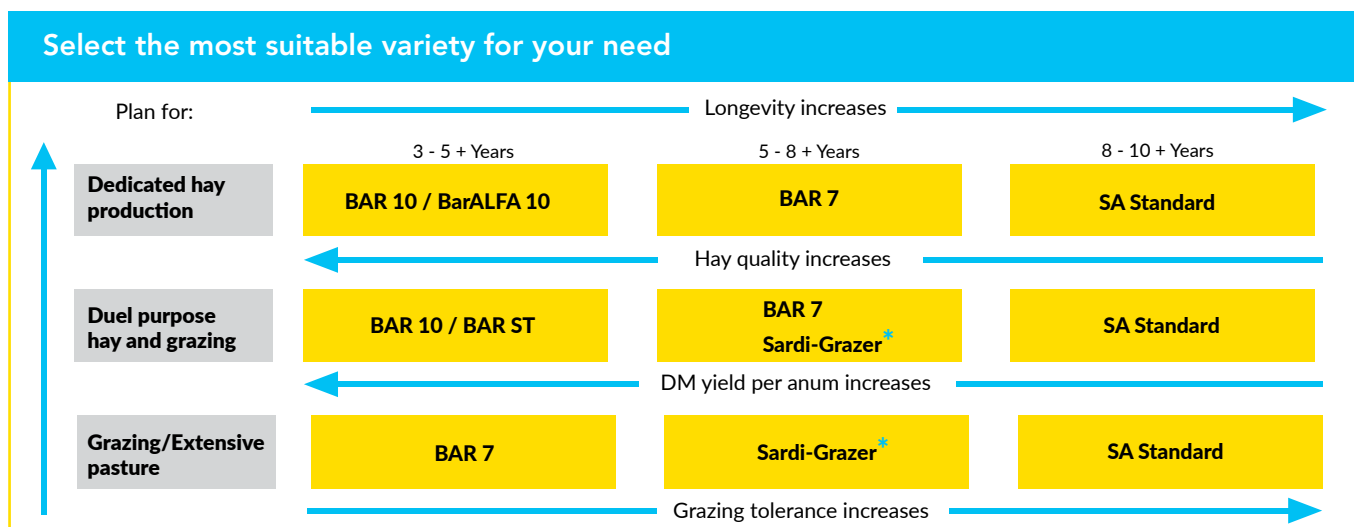 Select the most suitable variety for your need
Plan for:
Longevity increases
3 - 5 + Years
5 - 8 + Years
8 - 10 + Years
Dedicated hay
production
BAR 10 / BarALFA 10
BAR 7
SA Standard
Hay quality increases
Duel purpose
hay and grazing
BAR 10 / BAR ST
BAR 7
Sardi-Grazer*
SA Standard
DM yield per anum increases
Grazing/Extensive
pasture
BAR 7
Sardi-Grazer*
SA Standard
Grazing tolerance increases